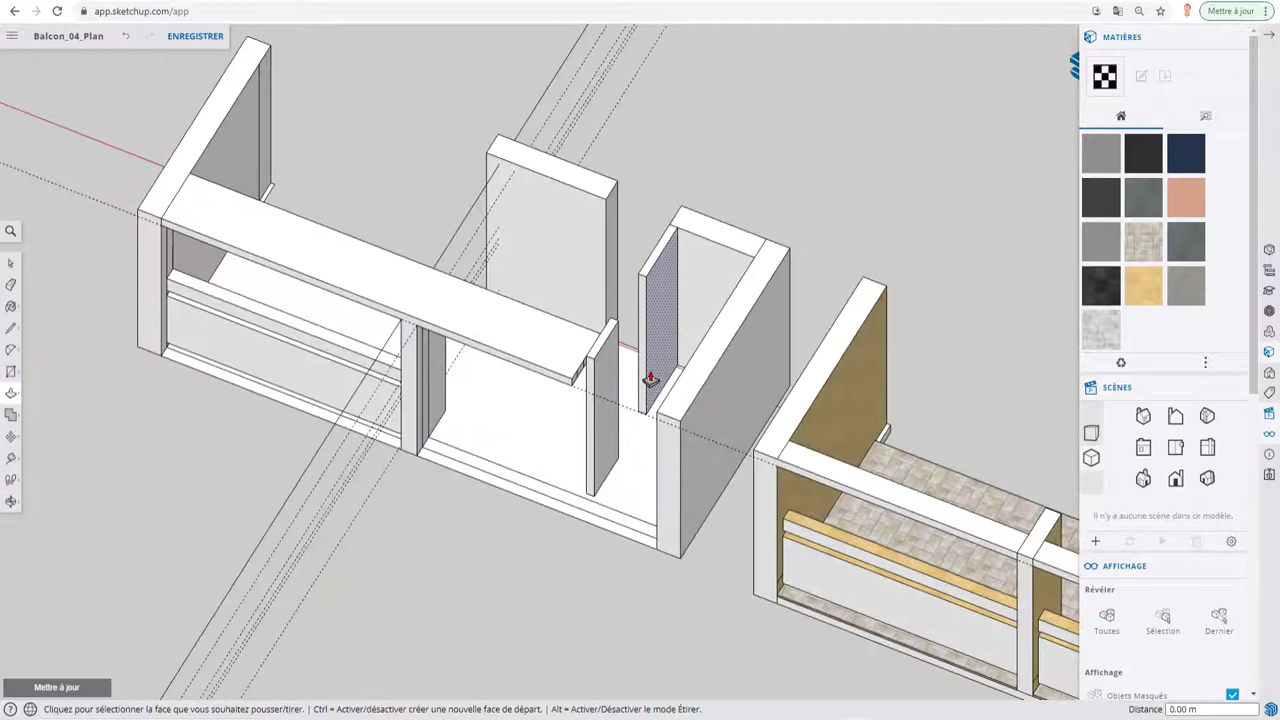 app.sketchup.com/app
Mettre à jour
Balcon_04_Plan
ENREGISTRER
MATIÈRES
SCÈNES
Il n'y a aucune scène dans ce modèle.
AFFICHAGE
Révéler
Toutes
Sélection
Dernier
Affichage
Objets Masqués
Mettre à jour
Cliquez pour sélectionner la face que vous souhaitez pousser/tirer. | Ctrl = Activer/désactiver créer une nouvelle face de départ. | Alt = Activer/Désactiver le mode Étirer.
Distance
0.00 m